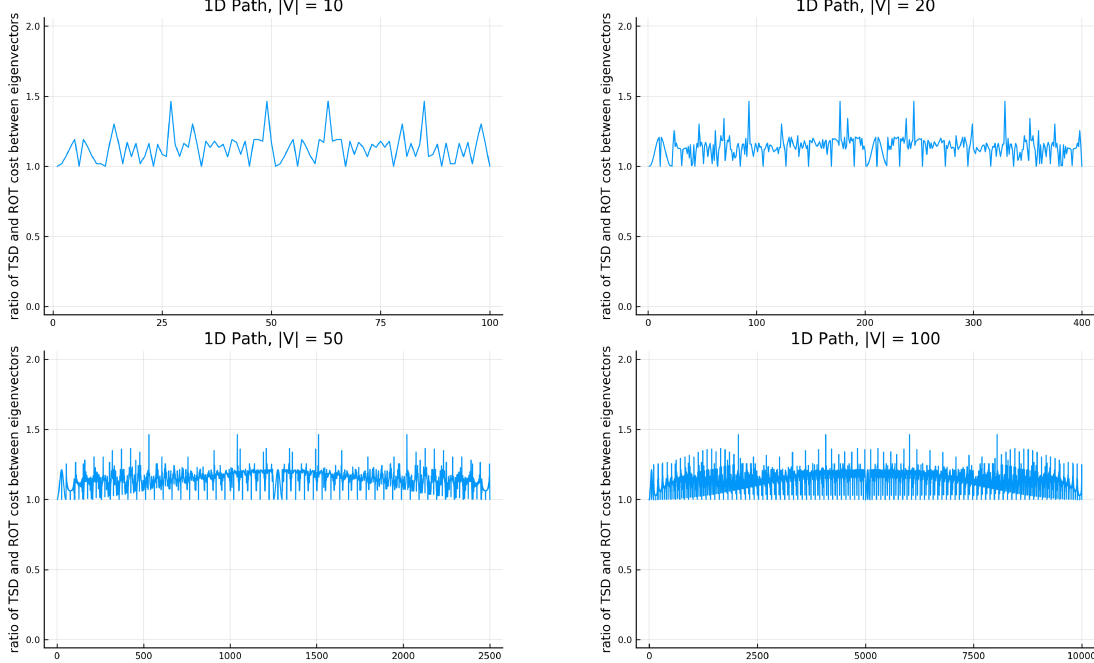 1D Path, |V| = 10
ratio of TSD and ROT cost between eigenvectors
2.0
1.5
1.0
0.5
0.0
0 25 50 75 100
1D Path, |V| = 20
ratio of TSD and ROT cost between eigenvectors
2.0
1.5
1.0
0.5
0.0
0 100 200 300 400
1D Path, |V| = 50
ratio of TSD and ROT cost between eigenvectors
2.0
1.5
1.0
0.5
0.0
0 500 1000 1500 2000 2500
1D Path, |V| = 100
ratio of TSD and ROT cost between eigenvectors
2.0
1.5
1.0
0.5
0.0
0 2500 5000 7500 10000